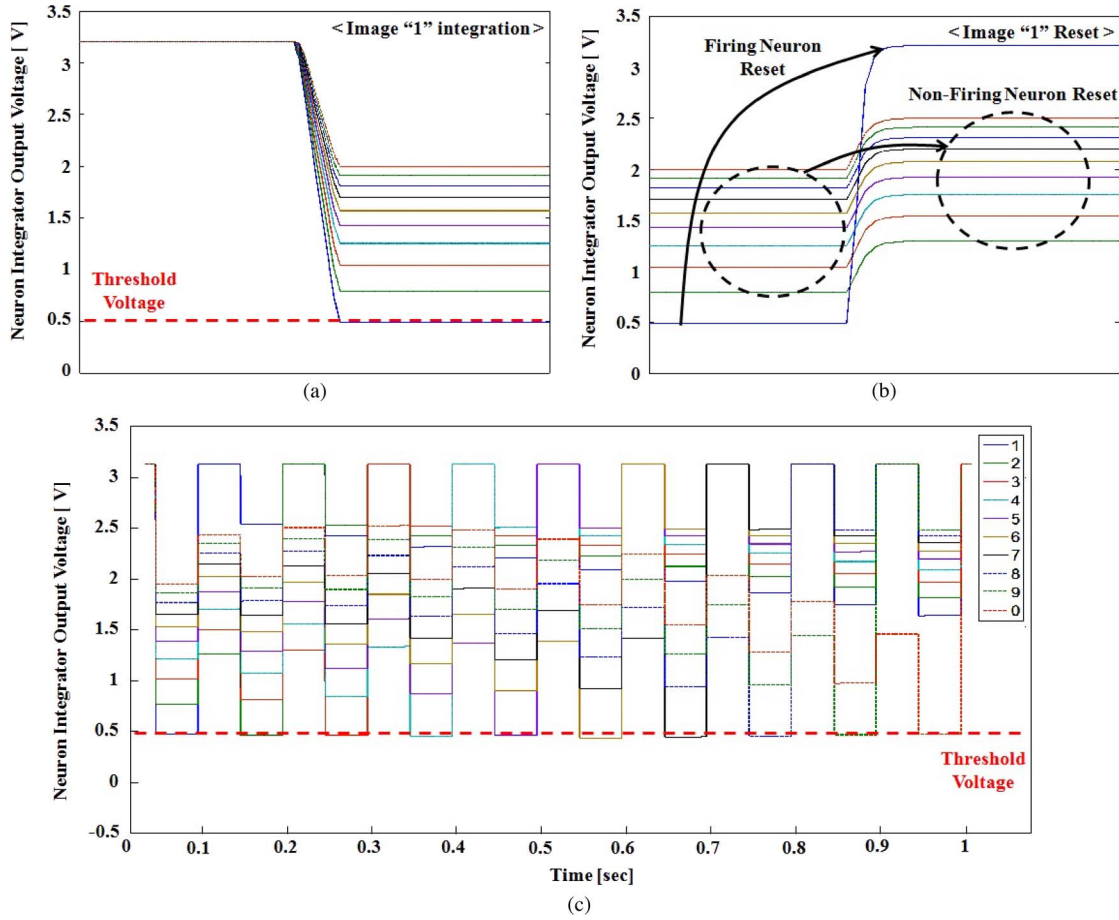 Neuron Integrator Output Voltage [ V]
3.5
3
2.5
2
1.5
1
0.5
0
< Image “1” integration >
Threshold
Voltage
(a)
Neuron Integrator Output Voltage [ V]
3.5
3
2.5
2
1.5
1
0.5
0
< Image “1” Reset >
Firing Neuron
Reset
Non-Firing Neuron Reset
(b)
Neuron Integrator Output Voltage [ V]
3.5
3
2.5
2
1.5
1
0.5
0
-0.5
1
2
3
4
5
6
7
8
9
0
Threshold
Voltage
0 0.1 0.2 0.3 0.4 0.5 0.6 0.7 0.8 0.9 1
Time [sec]
(c)